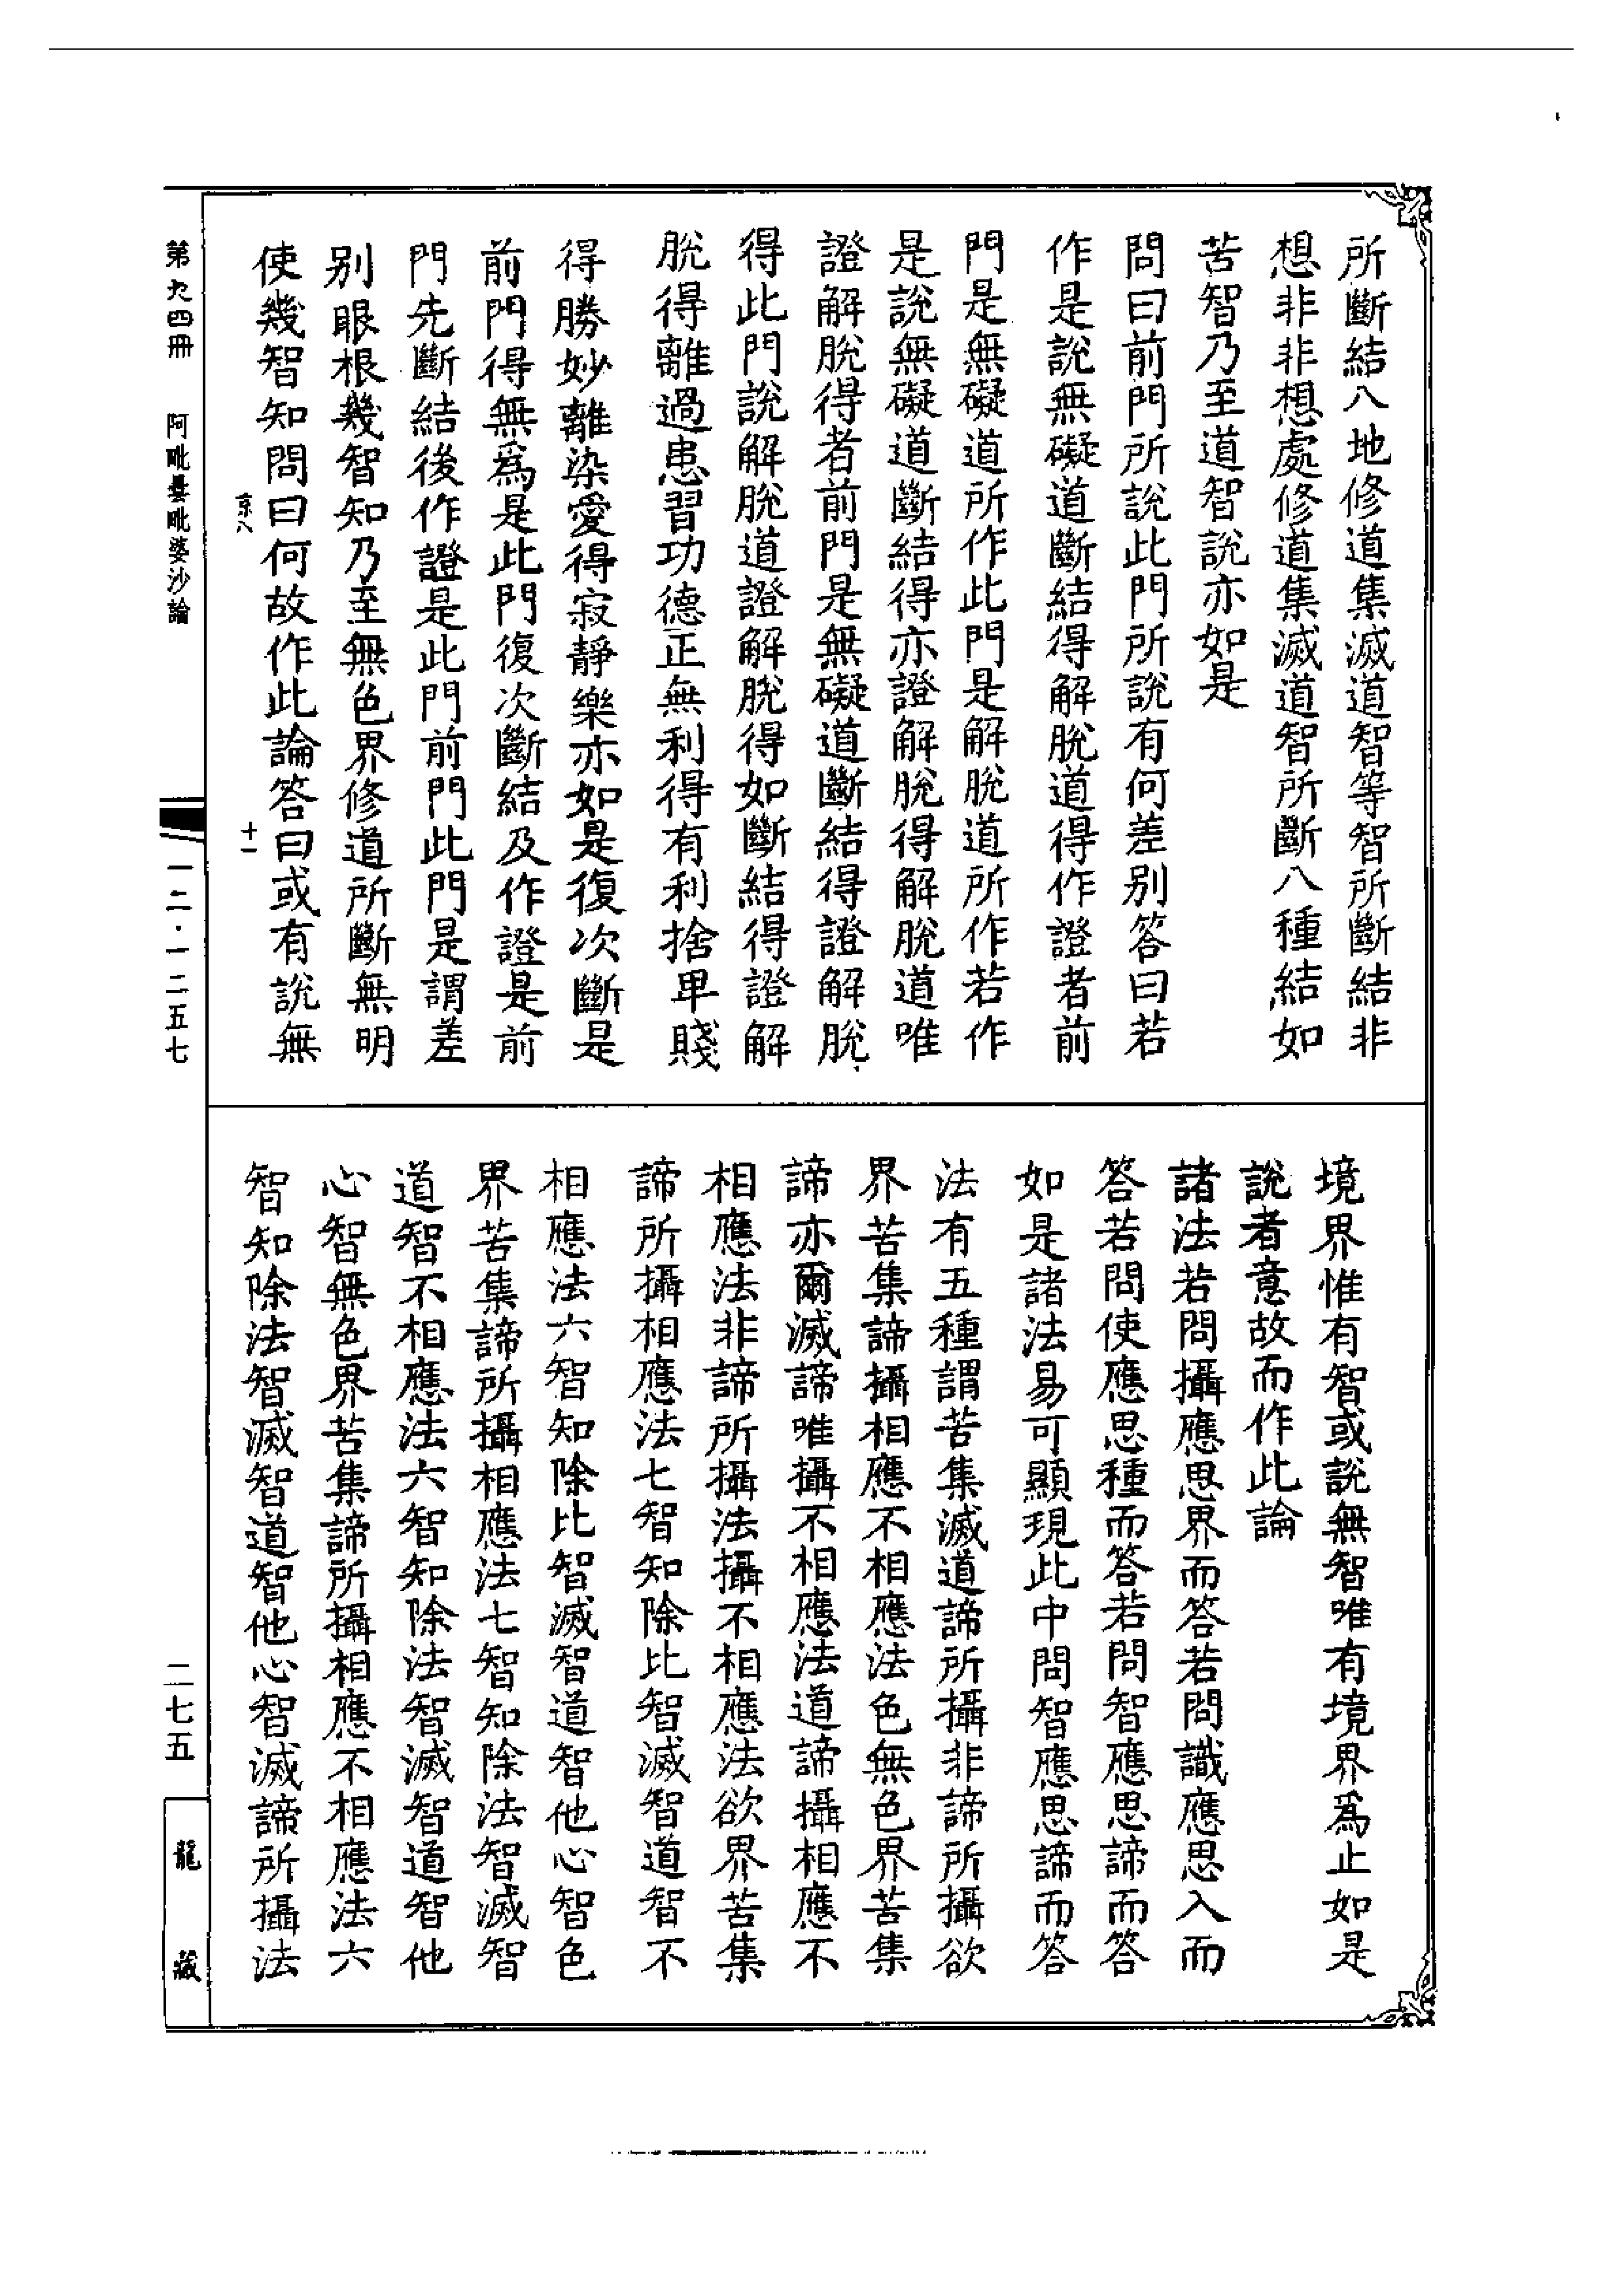 所斷結八地修道集滅道智等智所斷結非
想非非想處修道集滅道智所斷八種結如
苦智乃至道智說亦如是
問曰前門所說此門所說有何差别答曰若
作是說無礙道斷結得解脫道得作證者前
門是無礙道所作此門是解脫道所作若作
是說無礙道斷結得亦證解脫得解脫道唯
證解脫得者前門是無礙道斷結得證解脫
得此門說解脫道證解脫得如斷結得證解
脫得離過患習功德正無利得有利捨卑賤
得勝妙離染愛得寂靜樂亦如是復次斷是
前門得無爲是此門復次斷結及作證是前
門先斷結後作證是此門前門此門是謂差
别眼根幾智知乃至無色界修道所斷無明
使幾智知問曰何故作此論答曰或有說無
境界惟有智或說無智唯有境界爲止如是
說者意故而作此論
諸法若問攝應思界而答若問識應思入而
答若問使應思種而答若問智應思諦而答
如是諸法易可顯現此中問智應思諦而答
法有五種謂苦集滅道諦所攝非諦所攝欲
界苦集諦攝相應不相應法色無色界苦集
諦亦爾滅諦唯攝不相應法道諦攝相應不
相應法非諦所攝法攝不相應法欲界苦集
諦所攝相應法七智知除比智滅智道智不
相應法六智知除比智滅智道智他心智色
界苦集諦所攝相應法七智知除法智滅智
道智不相應法六智知除法智滅智道智他
心智無色界苦集諦所攝相應不相應法六
智知除法智滅智道智他心智滅諦所攝法
京八
十一
第九四冊 阿毗曇毗婆沙論
一二·一二五七
二七五
龍藏